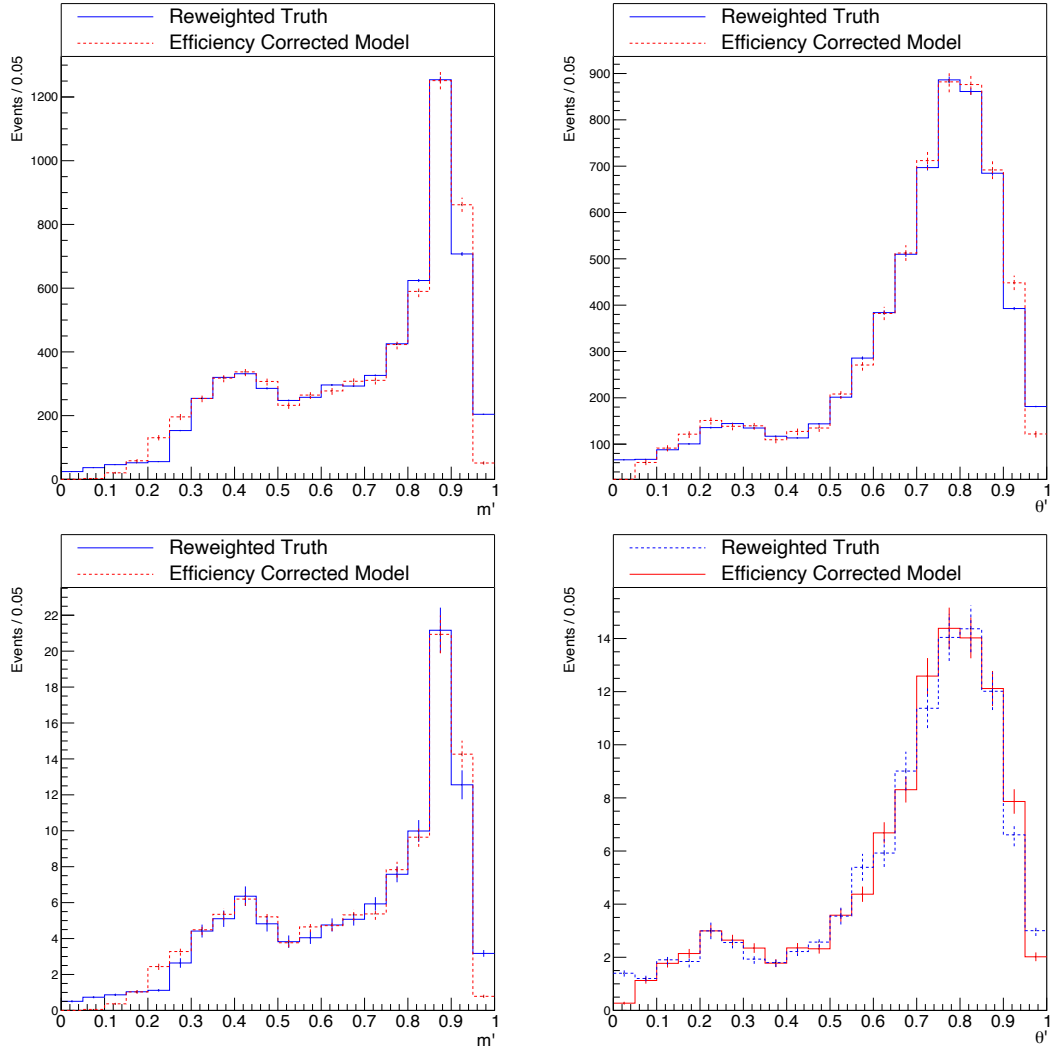 Reweighted Truth
Efficiency Corrected Model
Events / 0.05
1200
1000
800
600
400
200
0
0 0.1 0.2 0.3 0.4 0.5 0.6 0.7 0.8 0.9 1
m'
Reweighted Truth
Efficiency Corrected Model
Events / 0.05
900
800
700
600
500
400
300
200
100
0 0.1 0.2 0.3 0.4 0.5 0.6 0.7 0.8 0.9 1
θ'
Reweighted Truth
Efficiency Corrected Model
Events / 0.05
22
20
18
16
14
12
10
8
6
4
2
0
0 0.1 0.2 0.3 0.4 0.5 0.6 0.7 0.8 0.9 1
m'
Reweighted Truth
Efficiency Corrected Model
Events / 0.05
14
12
10
8
6
4
2
0
0 0.1 0.2 0.3 0.4 0.5 0.6 0.7 0.8 0.9 1
θ'